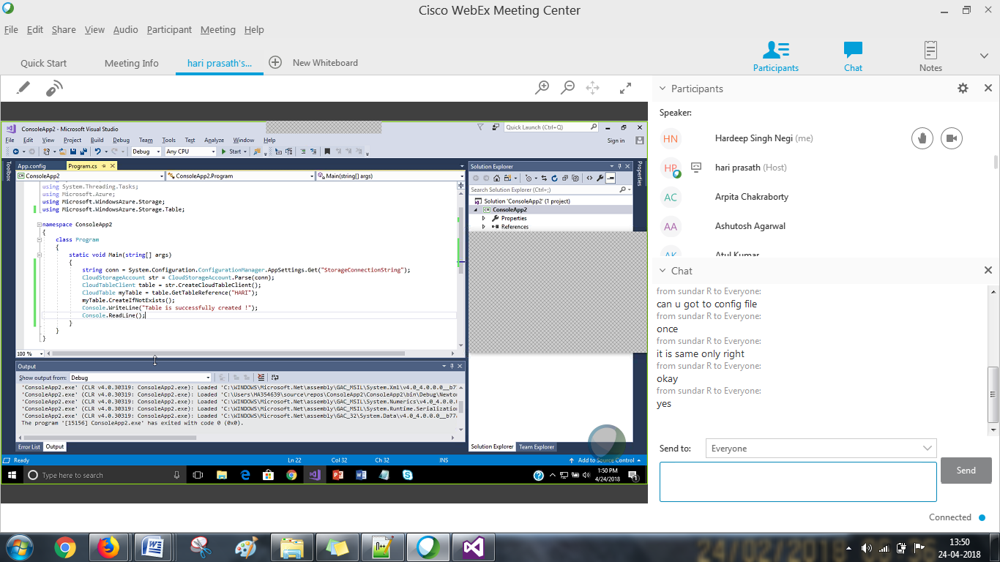 Cisco WebEx Meeting Center
File Edit Share View Audio Participant Meeting Help
Quick Start Meeting Info hari prasath's... New Whiteboard
Participants Chat Notes
Participants
Speaker:
HN Hardeep Singh Negi (me)
HP hari prasath (Host)
AC Arpita Chakraborty
AA Ashutosh Agarwal
AK Atul Kumar
Chat
from sundar R to Everyone:
can u got to config file
from sundar R to Everyone:
once
from sundar R to Everyone:
it is same only right
from sundar R to Everyone:
okay
from sundar R to Everyone:
yes
Send to: Everyone
Send
Connected
ConsoleApp2 - Microsoft Visual Studio
Quick Launch (Ctrl+Q)
File Edit View Project Build Debug Team Tools Test Analyze Window Help
Sign in
Debug Any CPU Start
Toolbox
App.config Program.cs
ConsoleApp2 ConsoleApp2.Program Main(string[] args)
using System.Threading.Tasks;
using Microsoft.Azure;
using Microsoft.WindowsAzure.Storage;
using Microsoft.WindowsAzure.Storage.Table;
namespace ConsoleApp2
{
class Program
{
static void Main(string[] args)
{
string conn = System.Configuration.ConfigurationManager.AppSettings.Get("StorageConnectionString");
CloudStorageAccount str = CloudStorageAccount.Parse(conn);
CloudTableClient table = str.CreateCloudTableClient();
CloudTable myTable = table.GetTableReference("HARI");
myTable.CreateIfNotExists();
Console.WriteLine("Table is successfully created !");
Console.ReadLine();
}
}
}
100 %
Output
Show output from: Debug
'ConsoleApp2.exe' (CLR v4.0.30319: ConsoleApp2.exe): Loaded 'C:\WINDOWS\Microsoft.Net\assembly\GAC_MSIL\System.Xml\v4.0_4.0.0.0__b77
'ConsoleApp2.exe' (CLR v4.0.30319: ConsoleApp2.exe): Loaded 'C:\Users\MA354639\source\repos\ConsoleApp2\ConsoleApp2\bin\Debug\Newton
'ConsoleApp2.exe' (CLR v4.0.30319: ConsoleApp2.exe): Loaded 'C:\WINDOWS\Microsoft.Net\assembly\GAC_MSIL\System.Numerics\v4.0_4.0.0.0
'ConsoleApp2.exe' (CLR v4.0.30319: ConsoleApp2.exe): Loaded 'C:\WINDOWS\Microsoft.Net\assembly\GAC_MSIL\System.Runtime.Serialization
'ConsoleApp2.exe' (CLR v4.0.30319: ConsoleApp2.exe): Loaded 'C:\WINDOWS\Microsoft.Net\assembly\GAC_32\System.Data\v4.0_4.0.0.0__b77a
The program '[15156] ConsoleApp2.exe' has exited with code 0 (0x0).
Error List Output
Solution Explorer
Search Solution Explorer (Ctrl+;)
Solution 'ConsoleApp2' (1 project)
ConsoleApp2
Properties
References
Solution Explorer Team Explorer
Properties
Ready Ln 22 Col 32 Ch 32 INS Add to Source Control
Type here to search
1:50 PM
4/24/2018
13:50
24-04-2018